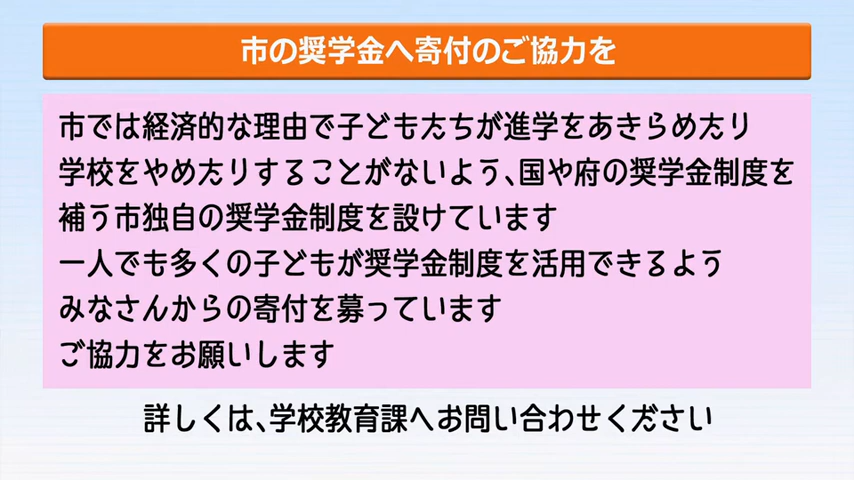 市の奨学金へ寄付のご協力を
市では経済的な理由で子どもたちが進学をあきらめたり
学校をやめたりすることがないよう、国や府の奨学金制度を
補う市独自の奨学金制度を設けています
一人でも多くの子どもが奨学金制度を活用できるよう
みなさんからの寄付を募っています
ご協力をお願いします
詳しくは、学校教育課へお問い合わせください